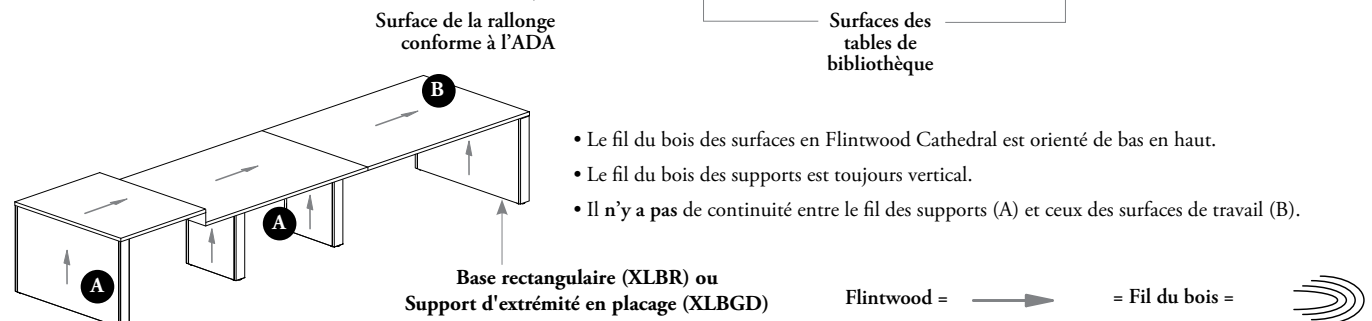 Surface de la rallonge
conforme à l'ADA
Surfaces des
tables de
bibliothèque
B
• Le fil du bois des surfaces en Flintwood Cathedral est orienté de bas en haut.
• Le fil du bois des supports est toujours vertical.
• Il n'y a pas de continuité entre le fil des supports (A) et ceux des surfaces de travail (B).
A
A
Base rectangulaire (XLBR) ou
Support d'extrémité en placage (XLBGD)
Flintwood = = Fil du bois =